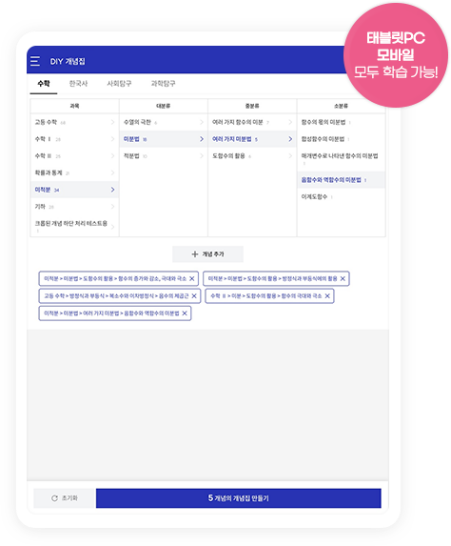 태블릿PC
모바일
모두 학습 가능!
DIY 개념집
수학 한국사 사회탐구 과학탐구
과목 대분류 중분류 소분류
고등 수학 수열의 극한 여러 가지 함수의 미분 함수의 몫의 미분법
수학 Ⅰ 미분법 여러 가지 미분법 합성함수의 미분법
수학 Ⅱ 적분법 도함수의 활용 매개변수로 나타낸 함수의 미분법
확률과 통계 음함수와 역함수의 미분법
미적분 이계도함수
기하
크롭된 개념 하단 처리 테스트용
+ 개념 추가
미적분 > 미분법 > 도함수의 활용 > 함수의 증가와 감소, 극대와 극소 ×
미적분 > 미분법 > 도함수의 활용 > 방정식과 부등식에의 활용 ×
고등 수학 > 방정식과 부등식 > 복소수와 이차방정식 > 음수의 제곱근 ×
수학 Ⅱ > 미분 > 도함수의 활용 > 함수의 극대와 극소 ×
미적분 > 미분법 > 여러 가지 미분법 > 음함수와 역함수의 미분법 ×
초기화
5 개념의 개념집 만들기